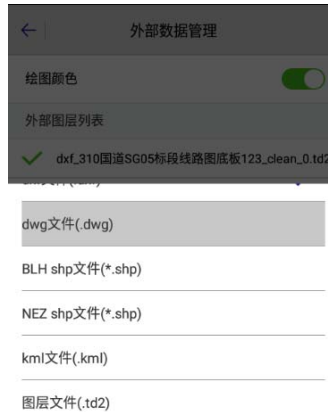 外部数据管理
绘图颜色
外部图层列表
dxf_310国道SG05标段线路图底板123_clean_0.td2
dwg文件(.dwg)
BLH shp文件(*.shp)
NEZ shp文件(*.shp)
kml文件(.kml)
图层文件(.td2)